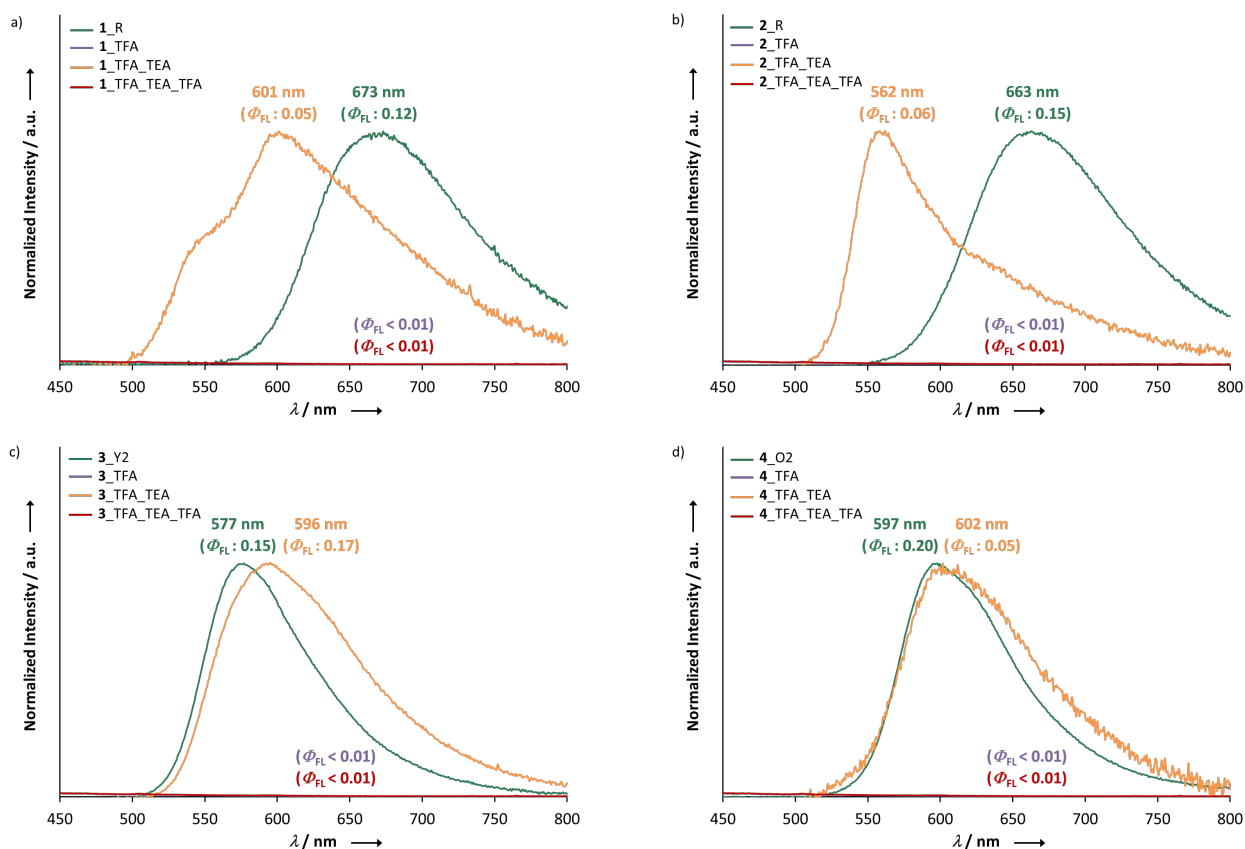 a)
1_R
1_TFA
1_TFA_TEA
1_TFA_TEA_TFA
601 nm
(ΦFL : 0.05)
673 nm
(ΦFL : 0.12)
(ΦFL < 0.01)
(ΦFL < 0.01)
Normalized Intensity / a.u.
450 500 550 600 650 700 750 800
λ / nm
b)
2_R
2_TFA
2_TFA_TEA
2_TFA_TEA_TFA
562 nm
(ΦFL : 0.06)
663 nm
(ΦFL : 0.15)
(ΦFL < 0.01)
(ΦFL < 0.01)
Normalized Intensity / a.u.
450 500 550 600 650 700 750 800
λ / nm
c)
3_Y2
3_TFA
3_TFA_TEA
3_TFA_TEA_TFA
577 nm
(ΦFL : 0.15)
596 nm
(ΦFL : 0.17)
(ΦFL < 0.01)
(ΦFL < 0.01)
Normalized Intensity / a.u.
450 500 550 600 650 700 750 800
λ / nm
d)
4_O2
4_TFA
4_TFA_TEA
4_TFA_TEA_TFA
597 nm
(ΦFL : 0.20)
602 nm
(ΦFL : 0.05)
(ΦFL < 0.01)
(ΦFL < 0.01)
Normalized Intensity / a.u.
450 500 550 600 650 700 750 800
λ / nm